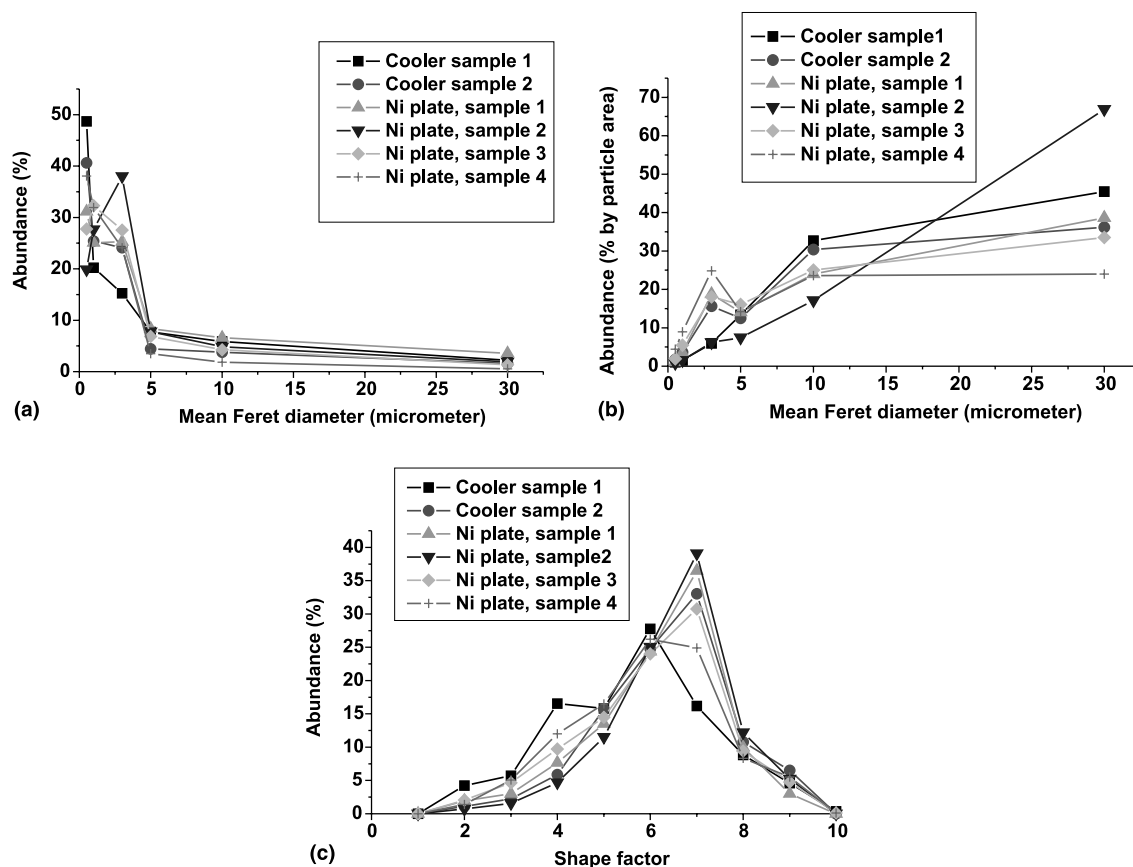 Cooler sample 1
Cooler sample 2
Ni plate, sample 1
Ni plate, sample 2
Ni plate, sample 3
Ni plate, sample 4
50
40
30
20
10
0
Abundance (%)
0 5 10 15 20 25 30
Mean Feret diameter (micrometer)
(a)
Cooler sample1
Cooler sample 2
Ni plate, sample 1
Ni plate, sample 2
Ni plate, sample 3
Ni plate, sample 4
70
60
50
40
30
20
10
0
Abundance (% by particle area)
0 5 10 15 20 25 30
Mean Feret diameter (micrometer)
(b)
Cooler sample 1
Cooler sample 2
Ni plate, sample 1
Ni plate, sample2
Ni plate, sample 3
Ni plate, sample 4
40
35
30
25
20
15
10
5
0
Abundance (%)
0 2 4 6 8 10
Shape factor
(c)